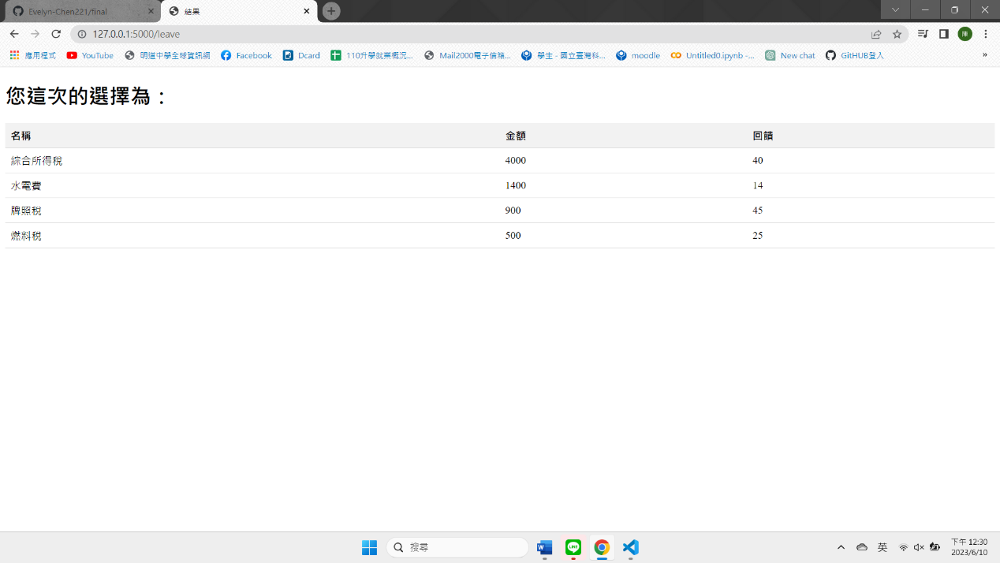 Evelyn-Chen221/final
結果
127.0.0.1:5000/leave
陳
應用程式 YouTube 明道中學全球資訊網 Facebook Dcard 110升學就業概況... Mail2000電子信箱... 學生 - 國立臺灣科... moodle Untitled0.ipynb -... New chat GitHUB登入 »
您這次的選擇為：
名稱 金額 回饋
綜合所得稅 4000 40
水電費 1400 14
牌照稅 900 45
燃料稅 500 25
搜尋
英
下午 12:30
2023/6/10